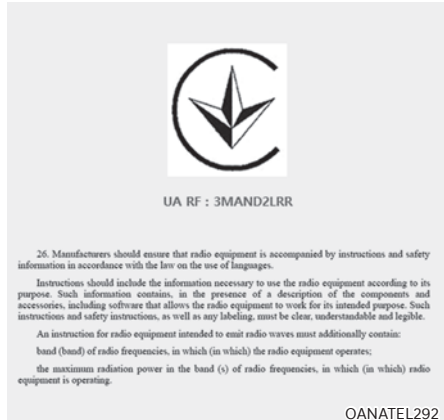 UA RF : 3MAND2LRR
26. Manufacturers should ensure that radio equipment is accompanied by instructions and safety
information in accordance with the law on the use of languages.
Instructions should include the information necessary to use the radio equipment according to its
purpose. Such information contains, in the presence of a description of the components and
accessories, including software that allows the radio equipment to work for its intended purpose. Such
instructions and safety instructions, as well as any labeling, must be clear, understandable and legible.
An instruction for radio equipment intended to emit radio waves must additionally contain:
band (band) of radio frequencies, in which (in which) the radio equipment operates;
the maximum radiation power in the band (s) of radio frequencies, in which (in which) radio
equipment is operating.
OANATEL292